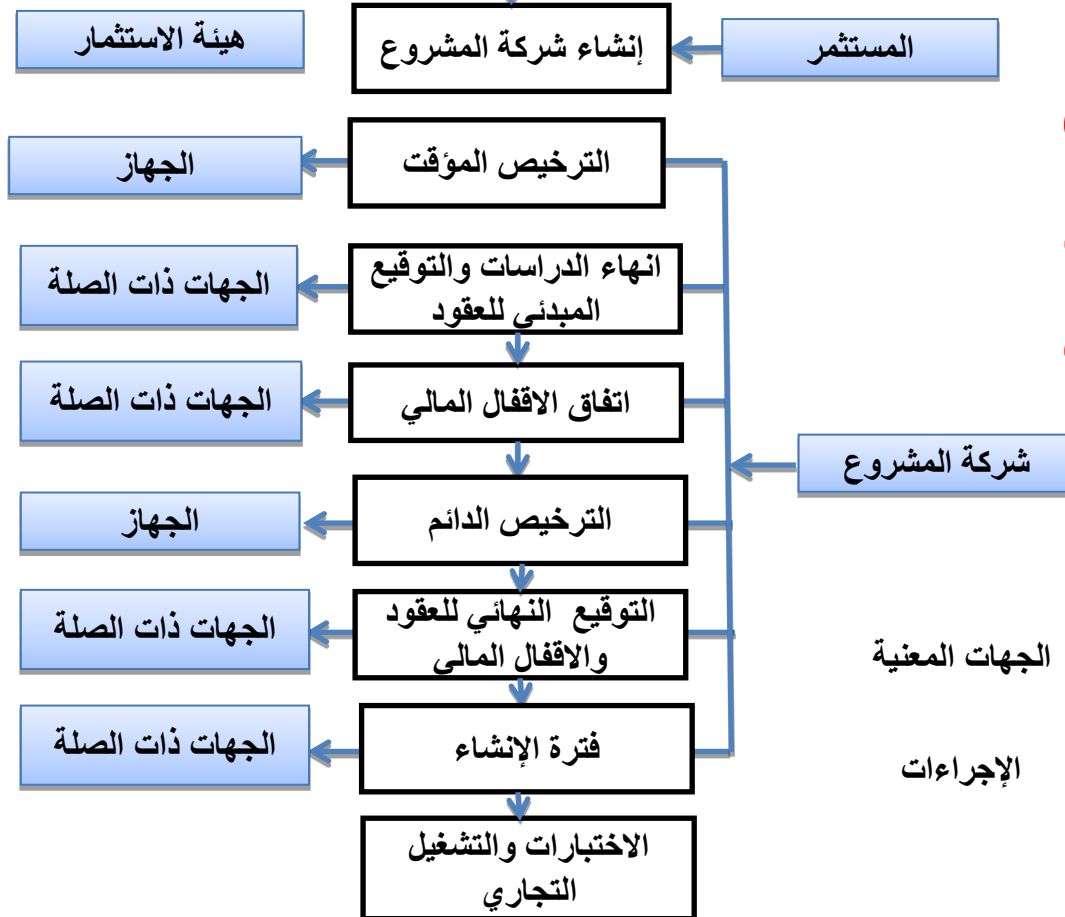 المستثمر
إنشاء شركة المشروع
هيئة الاستثمار
الترخيص المؤقت
الجهاز
انهاء الدراسات والتوقيع
المبدئي للعقود
الجهات ذات الصلة
اتفاق الاقفال المالي
الجهات ذات الصلة
شركة المشروع
الترخيص الدائم
الجهاز
التوقيع النهائي للعقود
والاقفال المالي
الجهات ذات الصلة
الجهات المعنية
فترة الإنشاء
الجهات ذات الصلة
الإجراءات
الاختبارات والتشغيل
التجاري